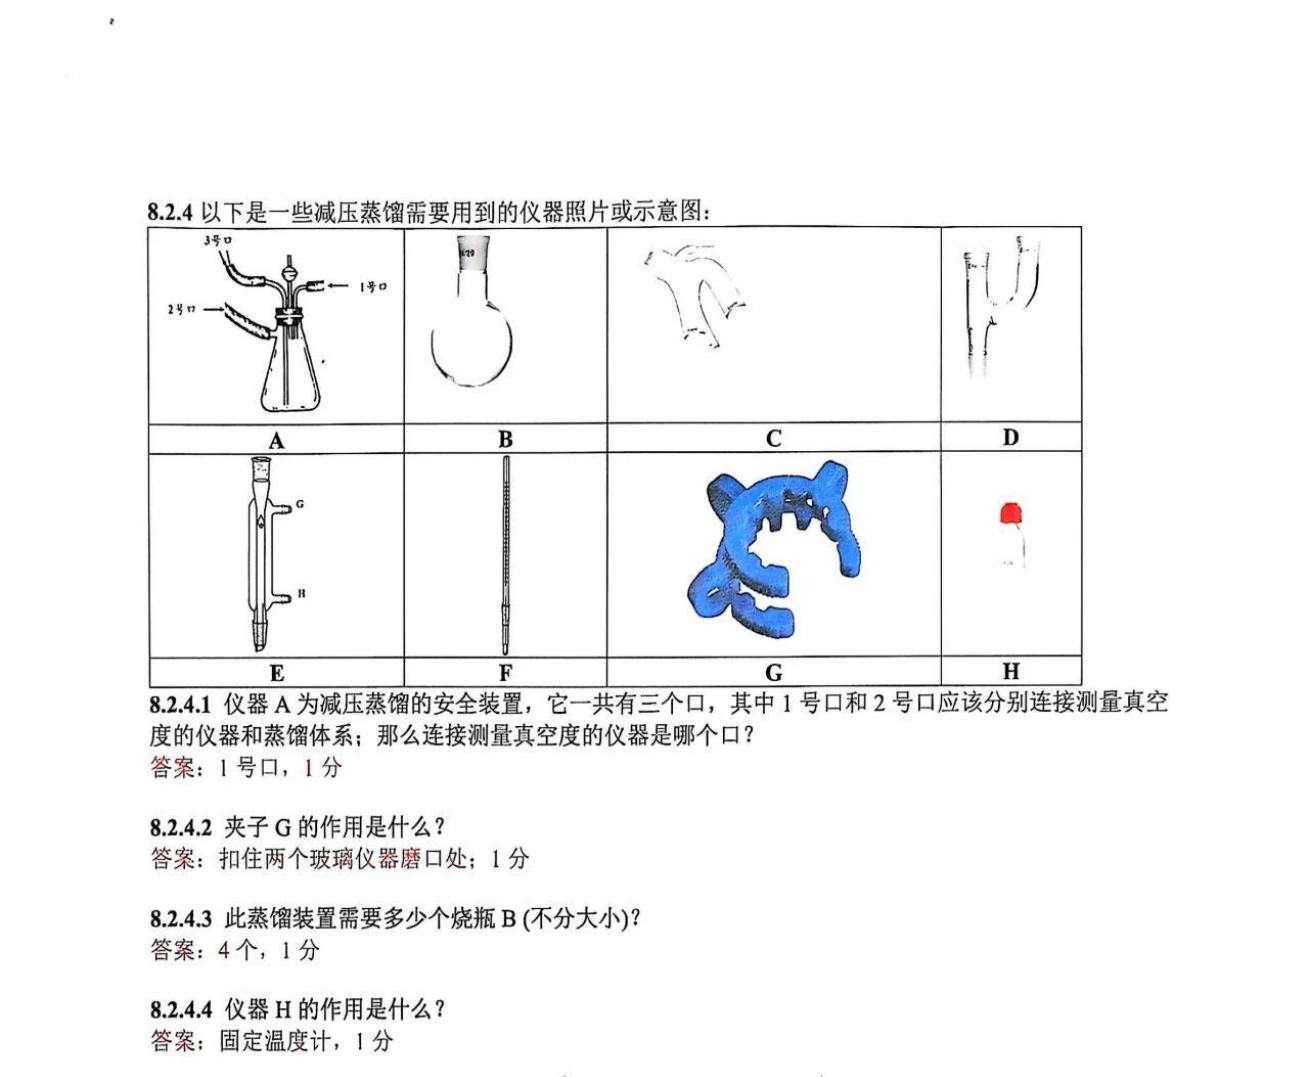 8.2.4 以下是一些减压蒸馏需要用到的仪器照片或示意图：
3号口
1号口
2号口
A B C D
G
H
E F G H
8.2.4.1 仪器 A 为减压蒸馏的安全装置，它一共有三个口，其中 1 号口和 2 号口应该分别连接测量真空
度的仪器和蒸馏体系；那么连接测量真空度的仪器是哪个口？
答案：1 号口，1 分
8.2.4.2 夹子 G 的作用是什么？
答案：扣住两个玻璃仪器磨口处；1 分
8.2.4.3 此蒸馏装置需要多少个烧瓶 B (不分大小)？
答案：4 个，1 分
8.2.4.4 仪器 H 的作用是什么？
答案：固定温度计，1 分